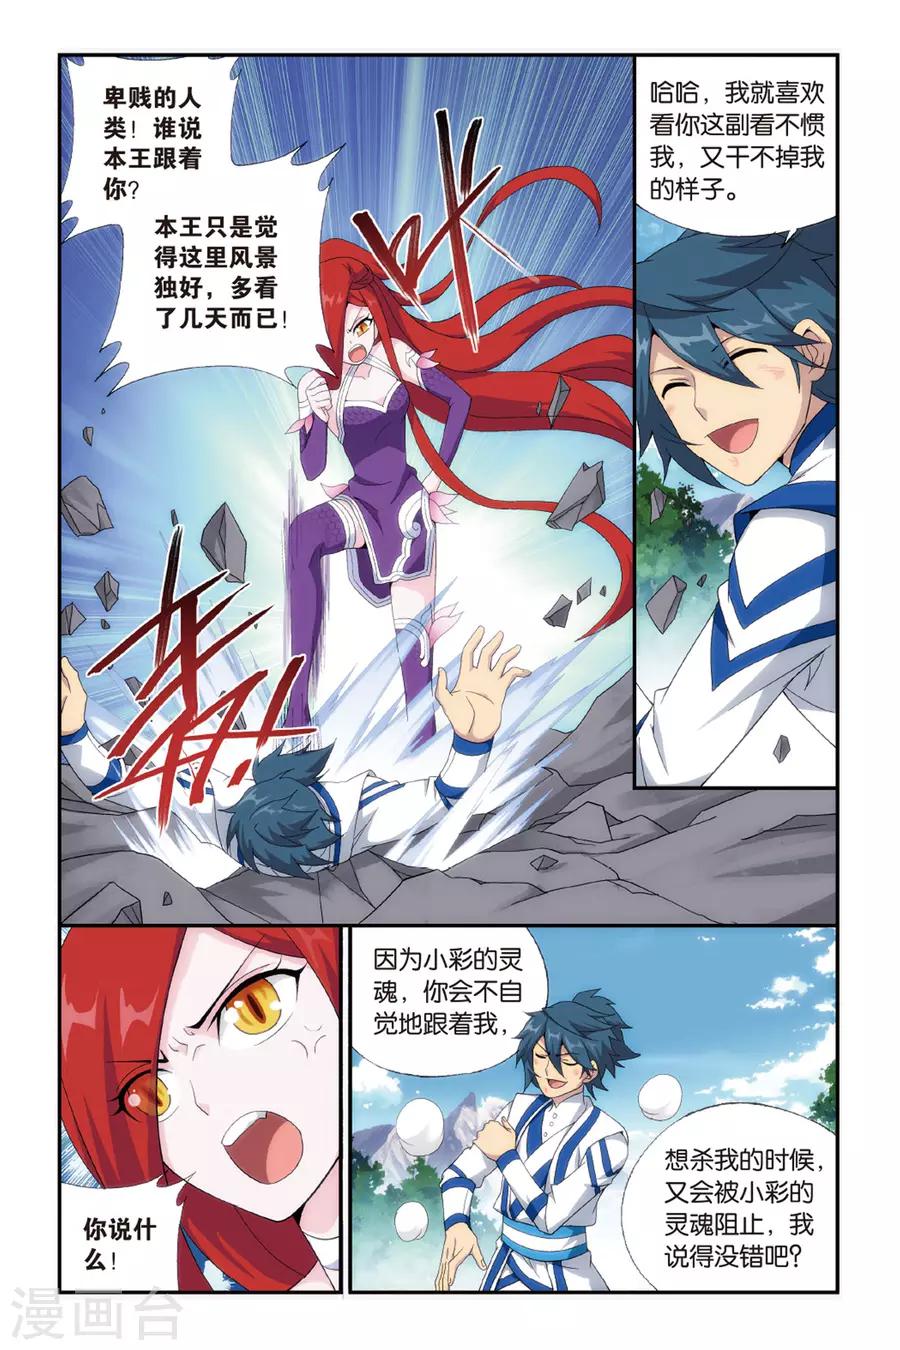 卑贱的人
类！谁说
本王跟着
你？
本王只是觉
得这里风景
独好，多看
了几天而已！
哈哈，我就喜欢
看你这副看不惯
我，又干不掉我
的样子。
你说什
么！
因为小彩的灵
魂，你会不自
觉地跟着我，
想杀我的时候，
又会被小彩的
灵魂阻止，我
说得没错吧？
漫画台